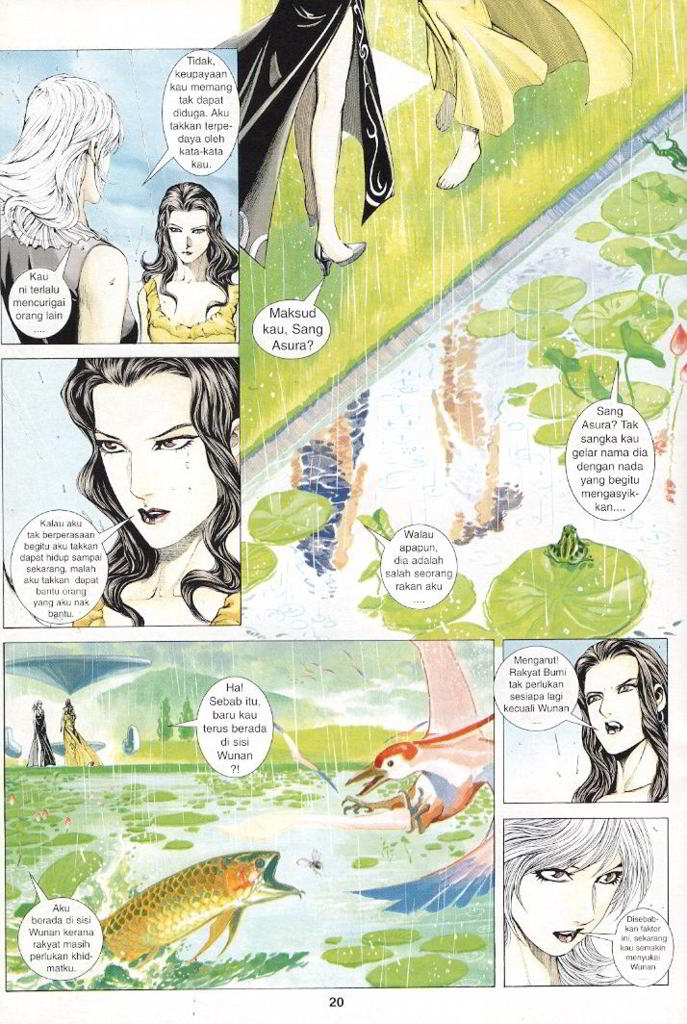 Tidak,
keupayaan
kau memang
tak dapat
diduga. Aku
takkan terpe-
daya oleh
kata-kata
kau.
Kau
ni terlalu
mencurigai
orang lain
....
Maksud
kau, Sang
Asura?
Sang
Asura? Tak
sangka kau
gelar nama dia
dengan nada
yang begitu
mengasyik-
kan....
Kalau aku
tak berperasaan
begitu aku takkan
dapat hidup sampai
sekarang, malah
aku takkan dapat
bantu orang
yang aku nak
bantu.
Walau
apapun,
dia adalah
salah seorang
rakan aku
....
Ha!
Sebab itu,
baru kau
terus berada
di sisi
Wunan
?!
Aku
berada di sisi
Wunan kerana
rakyat masih
perlukan khid-
matku.
Mengarut!
Rakyat Bumi
tak perlukan
sesiapa lagi
kecuali Wunan
....
Disebab-
kan faktor
ini, sekarang
kau semakin
menyukai
Wunan
20